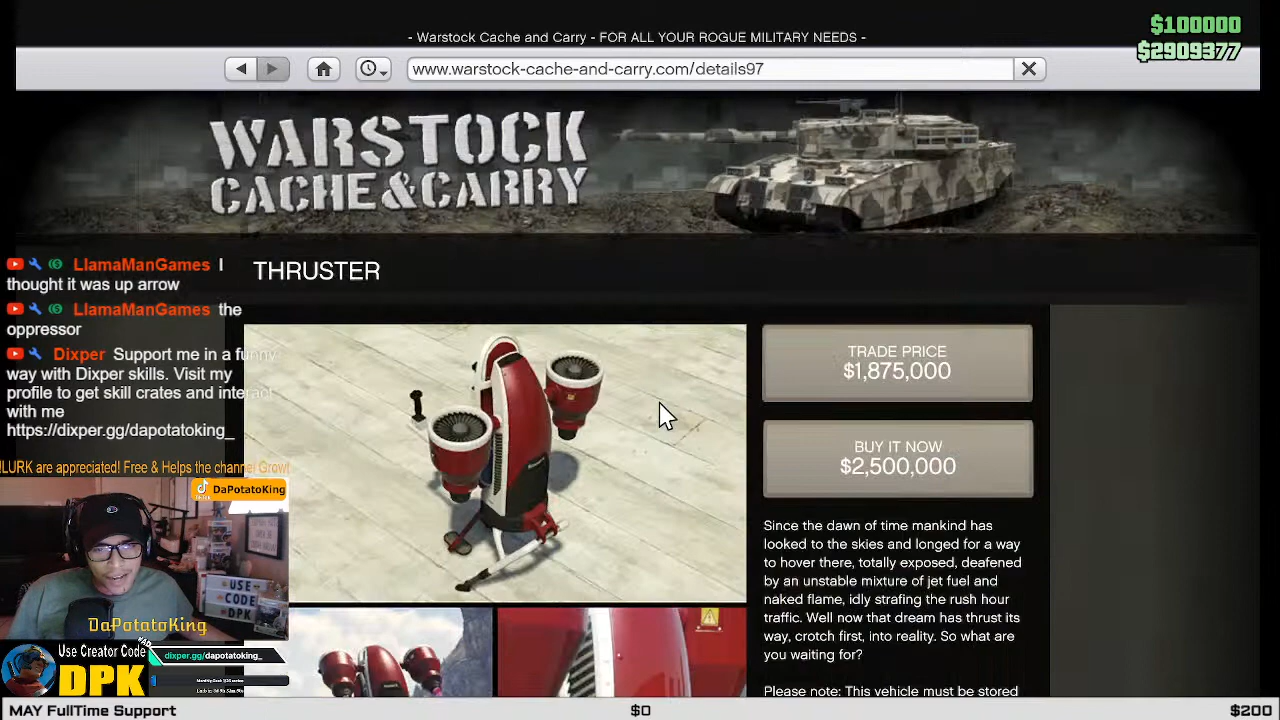 - Warstock Cache and Carry - FOR ALL YOUR ROGUE MILITARY NEEDS -
$100000
$2909377
www.warstock-cache-and-carry.com/details97
WARSTOCK
CACHE&CARRY
THRUSTER
LlamaManGames I
thought it was up arrow
LlamaManGames the
oppressor
Dixper Support me in a funny
way with Dixper skills. Visit my
profile to get skill crates and interact
with me
https://dixper.gg/dapotatoking_
TRADE PRICE
$1,875,000
BUY IT NOW
$2,500,000
Since the dawn of time mankind has
looked to the skies and longed for a way
to hover there, totally exposed, deafened
by an unstable mixture of jet fuel and
naked flame, idly strafing the rush hour
traffic. Well now that dream has thrust its
way, crotch first, into reality. So what are
you waiting for?
Please note: This vehicle must be stored
!LURK are appreciated! Free & Helps the channel Grow!
DaPotatoKing
USE
CODE
DPK
DaPotatoKing
#AD
Use Creator Code
DPK
dixper.gg/dapotatoking_
MAY FullTime Support
$0
$200